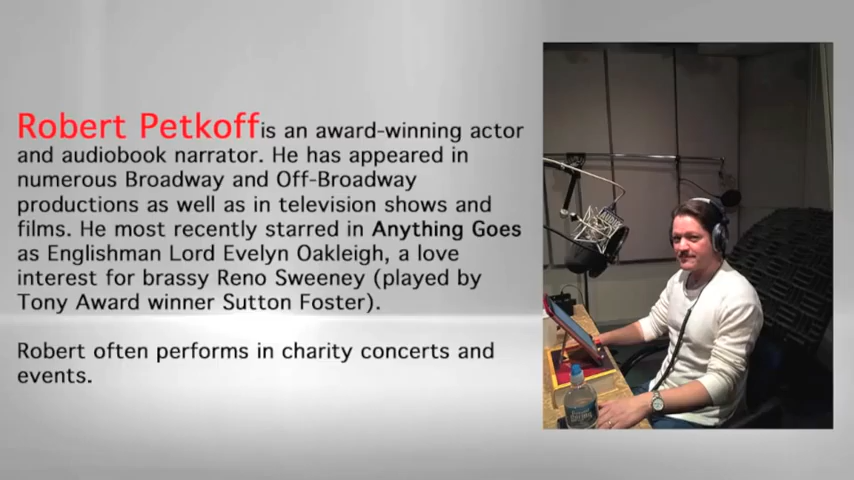 Robert Petkoff is an award-winning actor
and audiobook narrator. He has appeared in
numerous Broadway and Off-Broadway
productions as well as in television shows and
films. He most recently starred in Anything Goes
as Englishman Lord Evelyn Oakleigh, a love
interest for brassy Reno Sweeney (played by
Tony Award winner Sutton Foster).
Robert often performs in charity concerts and
events.